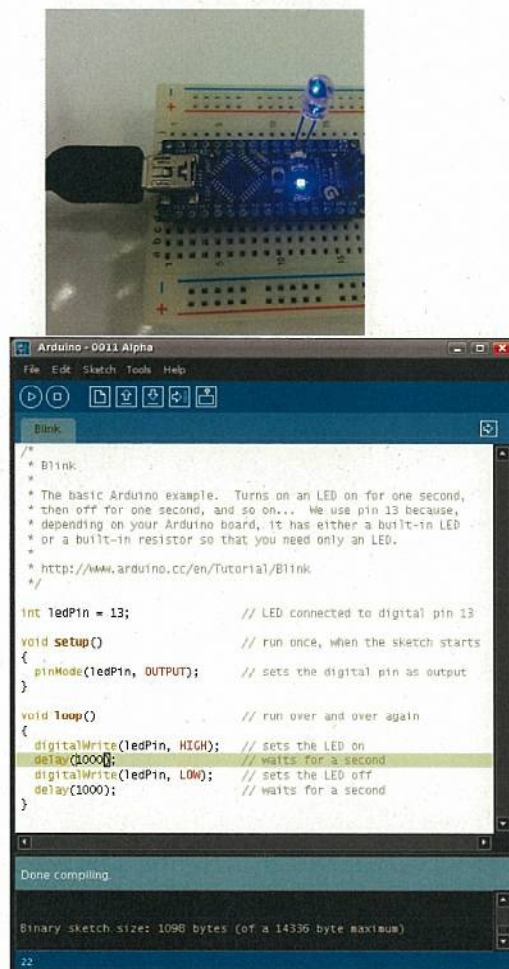 Arduino - 0011 Alpha
File Edit Sketch Tools Help
Blink
/*
* Blink
*
* The basic Arduino example. Turns on an LED on for one second,
* then off for one second, and so on... We use pin 13 because,
* depending on your Arduino board, it has either a built-in LED
* or a built-in resistor so that you need only an LED.
*
* http://www.arduino.cc/en/Tutorial/Blink
*/
int ledPin = 13; // LED connected to digital pin 13
void setup() // run once, when the sketch starts
{
pinMode(ledPin, OUTPUT); // sets the digital pin as output
}
void loop() // run over and over again
{
digitalWrite(ledPin, HIGH); // sets the LED on
delay(1000); // waits for a second
digitalWrite(ledPin, LOW); // sets the LED off
delay(1000); // waits for a second
}
Done compiling.
Binary sketch size: 1098 bytes (of a 14336 byte maximum)
22